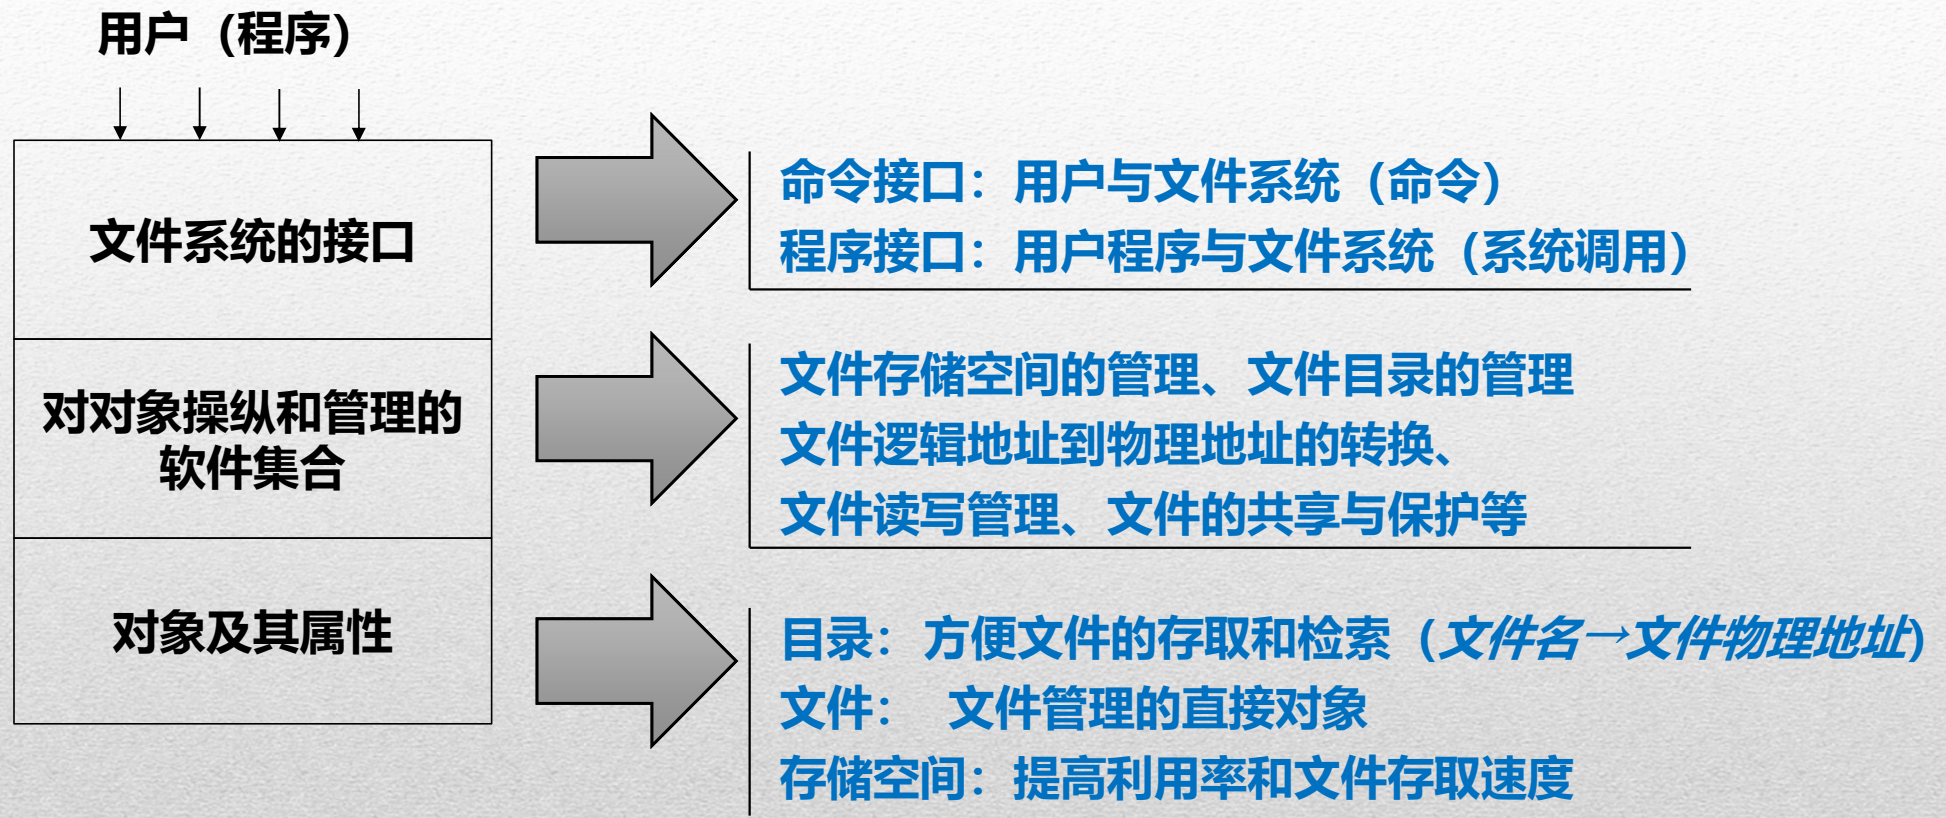 用户（程序）
文件系统的接口
命令接口：用户与文件系统（命令）
程序接口：用户程序与文件系统（系统调用）
对对象操纵和管理的
软件集合
文件存储空间的管理、文件目录的管理
文件逻辑地址到物理地址的转换、
文件读写管理、文件的共享与保护等
对象及其属性
目录：方便文件的存取和检索（文件名→文件物理地址）
文件： 文件管理的直接对象
存储空间：提高利用率和文件存取速度